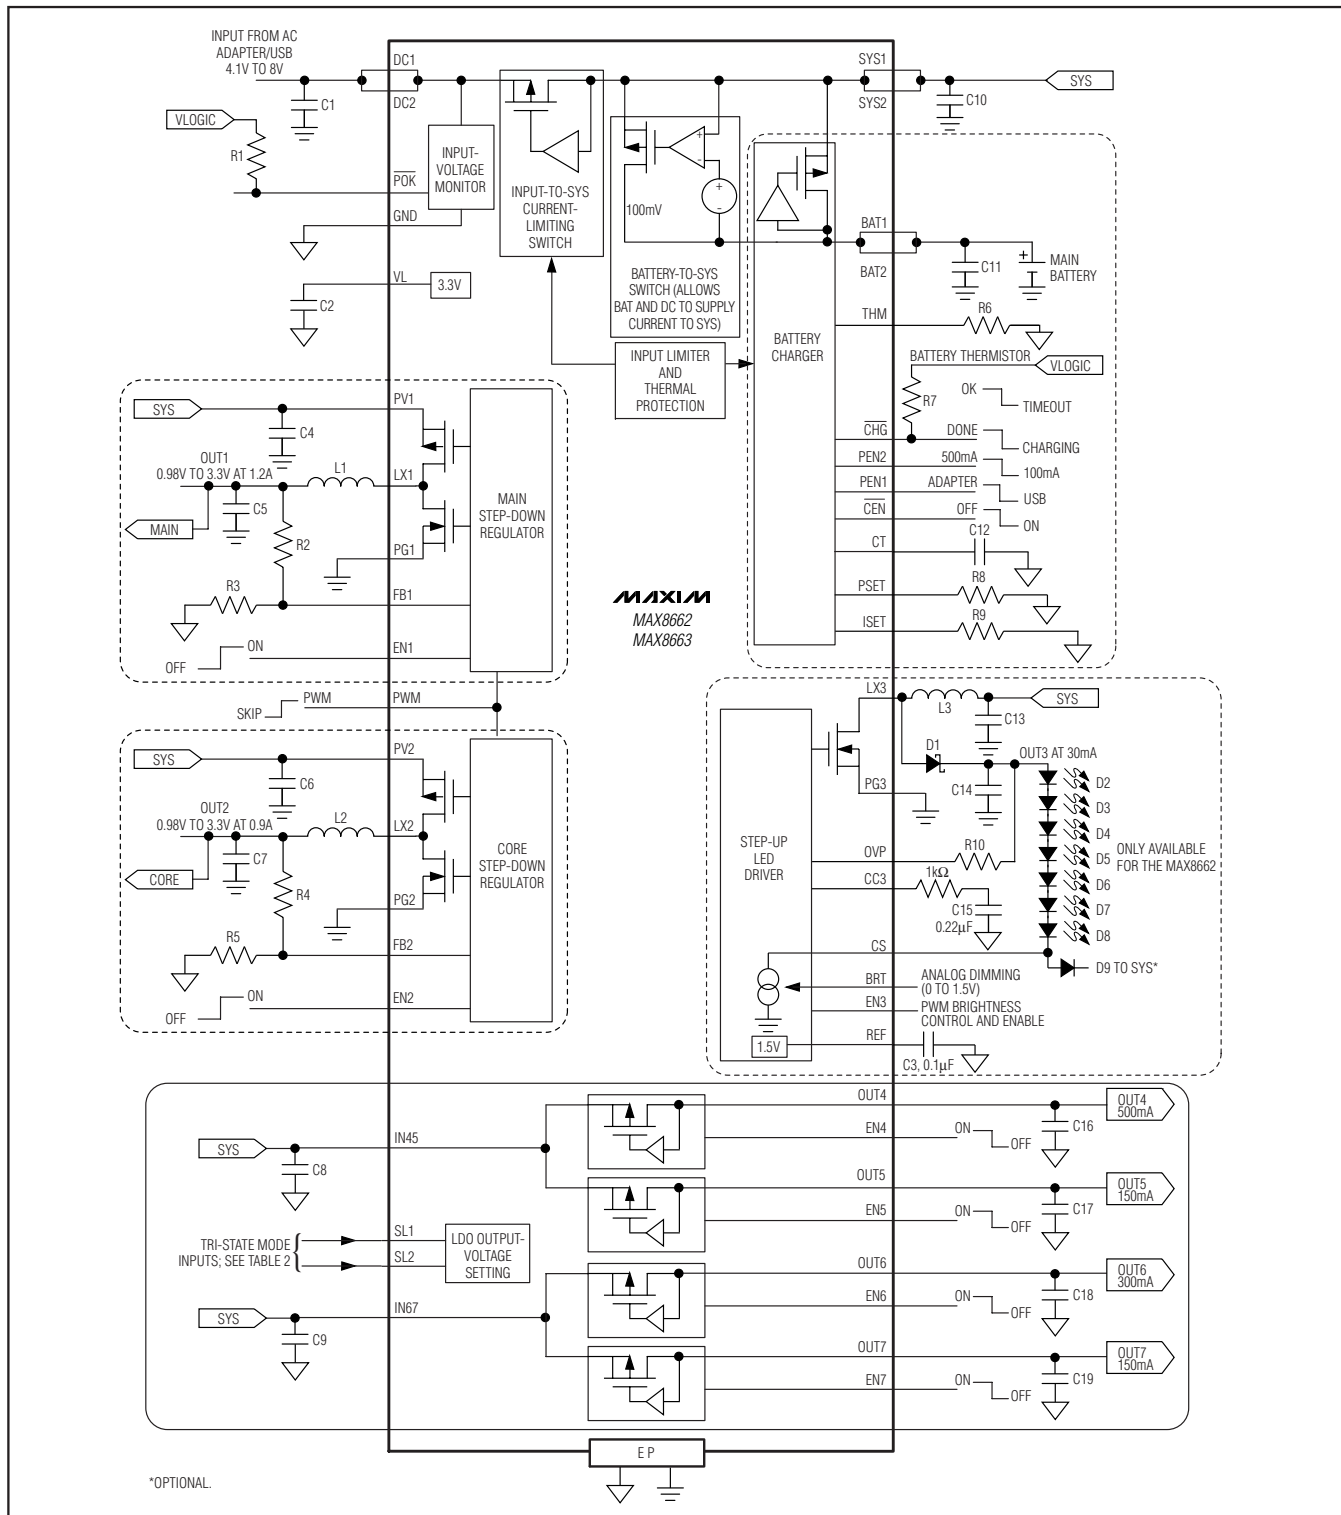 INPUT FROM AC
ADAPTER/USB
4.1V TO 8V
DC1
DC2
C1
VLOGIC
R1
POK
INPUT-
VOLTAGE
MONITOR
GND
INPUT-TO-SYS
CURRENT-
LIMITING
SWITCH
+
-
+
-
100mV
BATTERY-TO-SYS
SWITCH (ALLOWS
BAT AND DC TO SUPPLY
CURRENT TO SYS)
SYS1
SYS2
C10
SYS
VL
3.3V
C2
INPUT LIMITER
AND
THERMAL
PROTECTION
BATTERY
CHARGER
BAT1
BAT2
C11
+
MAIN
BATTERY
THM
R6
BATTERY THERMISTOR
VLOGIC
R7
OK
TIMEOUT
CHG
DONE
CHARGING
PEN2
500mA
100mA
PEN1
ADAPTER
USB
CEN
OFF
ON
CT
C12
PSET
R8
ISET
R9
SYS
PV1
C4
OUT1
0.98V TO 3.3V AT 1.2A
L1
LX1
C5
MAIN
R2
PG1
MAIN
STEP-DOWN
REGULATOR
R3
FB1
OFF
ON
EN1
MAXIM
MAX8662
MAX8663
SKIP
PWM
PWM
SYS
PV2
C6
OUT2
0.98V TO 3.3V AT 0.9A
L2
LX2
C7
CORE
R4
PG2
CORE
STEP-DOWN
REGULATOR
R5
FB2
OFF
ON
EN2
LX3
L3
SYS
C13
D1
OUT3 AT 30mA
PG3
C14
STEP-UP
LED
DRIVER
OVP
R10
CC3
1kΩ
C15
0.22µF
D2
D3
D4
D5
D6
D7
D8
ONLY AVAILABLE
FOR THE MAX8662
CS
D9 TO SYS*
BRT
ANALOG DIMMING
(0 TO 1.5V)
EN3
PWM BRIGHTNESS
CONTROL AND ENABLE
REF
1.5V
C3, 0.1µF
SYS
IN45
C8
OUT4
OUT4
500mA
EN4
ON
OFF
C16
OUT5
OUT5
150mA
EN5
ON
OFF
C17
TRI-STATE MODE
INPUTS; SEE TABLE 2
SL1
SL2
LDO OUTPUT-
VOLTAGE
SETTING
SYS
IN67
C9
OUT6
OUT6
300mA
EN6
ON
OFF
C18
OUT7
OUT7
150mA
EN7
ON
OFF
C19
EP
*OPTIONAL.